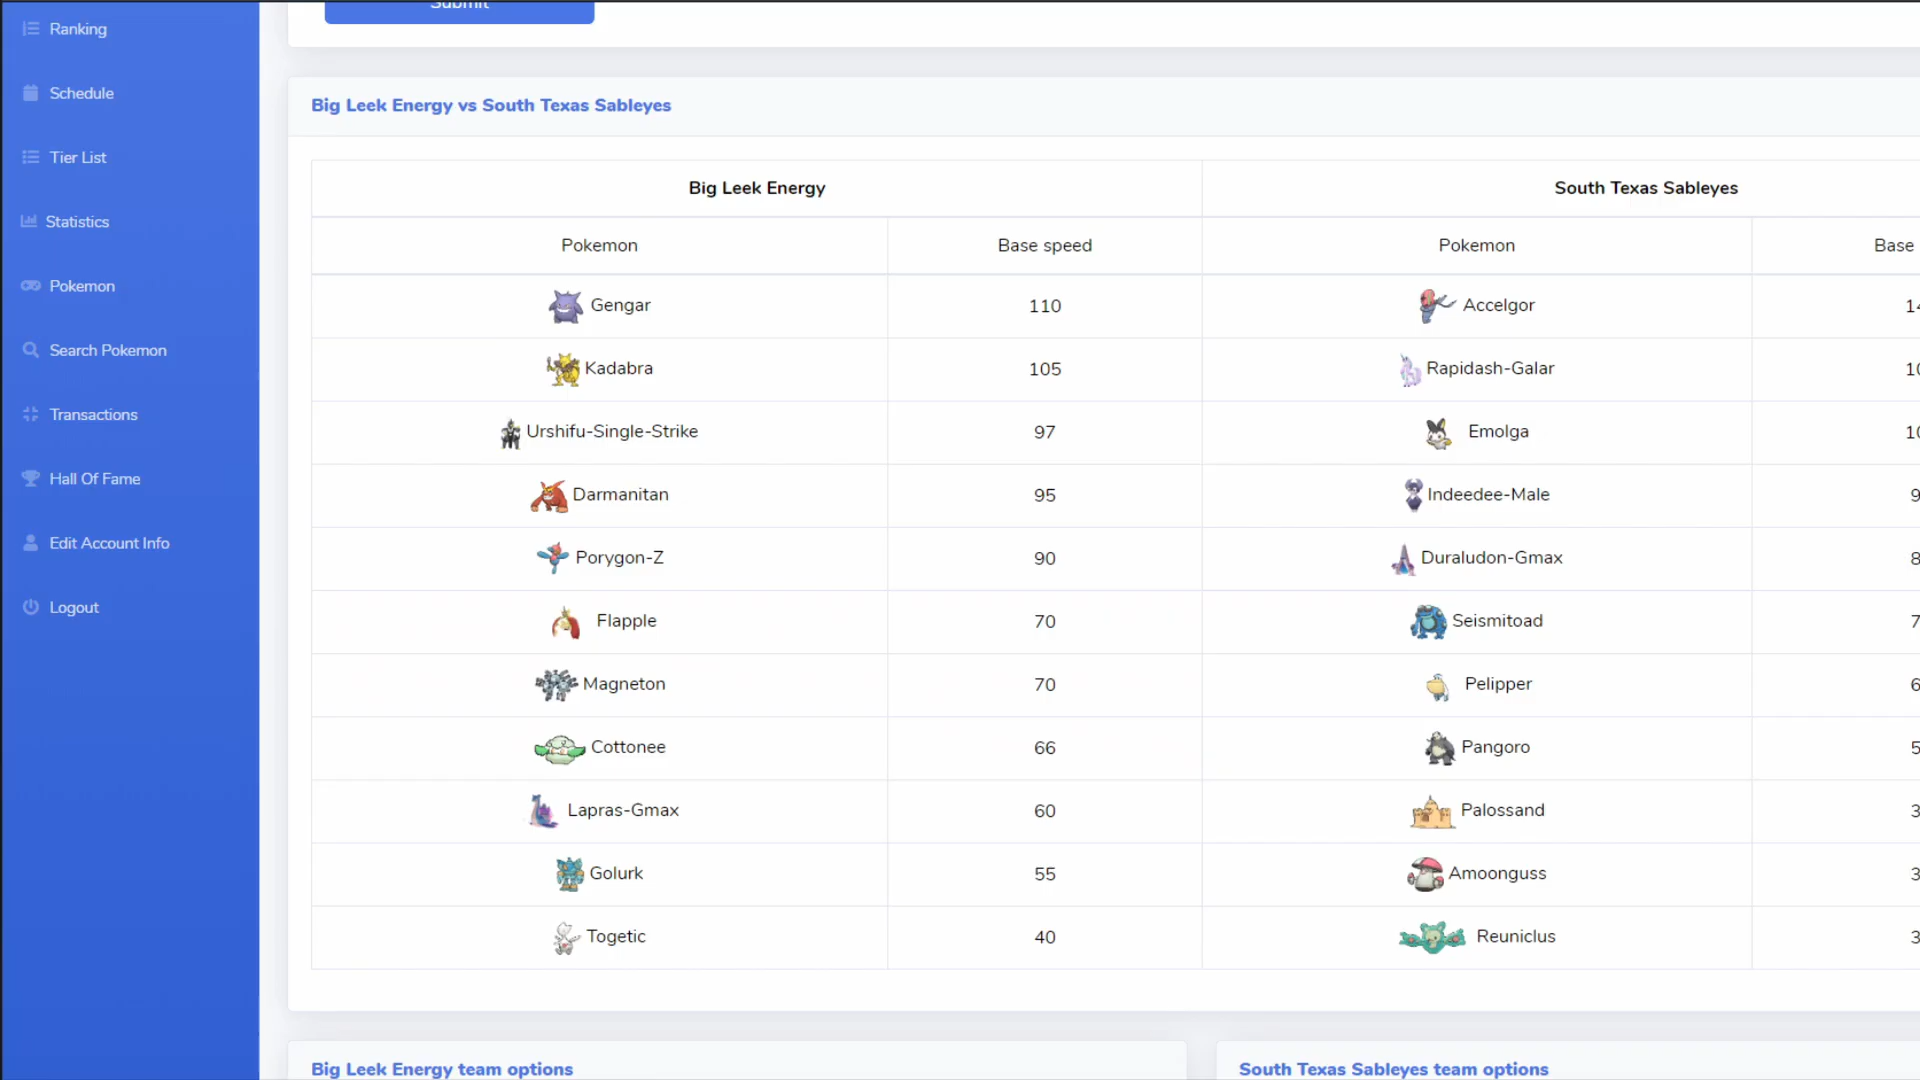 Submit
Ranking
Schedule
Tier List
Statistics
Pokemon
Search Pokemon
Transactions
Hall Of Fame
Edit Account Info
Logout
Big Leek Energy vs South Texas Sableyes
Big Leek Energy South Texas Sableyes
Pokemon Base speed Pokemon Base
Gengar 110 Accelgor
Kadabra 105 Rapidash-Galar
Urshifu-Single-Strike 97 Emolga
Darmanitan 95 Indeedee-Male
Porygon-Z 90 Duraludon-Gmax
Flapple 70 Seismitoad
Magneton 70 Pelipper
Cottonee 66 Pangoro
Lapras-Gmax 60 Palossand
Golurk 55 Amoonguss
Togetic 40 Reuniclus
Big Leek Energy team options South Texas Sableyes team options